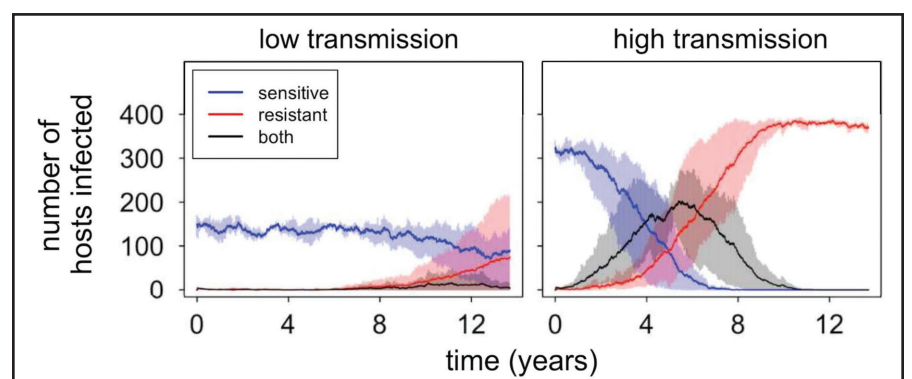 low transmission
high transmission
sensitive
resistant
both
number of
hosts infected
400
300
200
100
0
0 4 8 12
0 4 8 12
time (years)